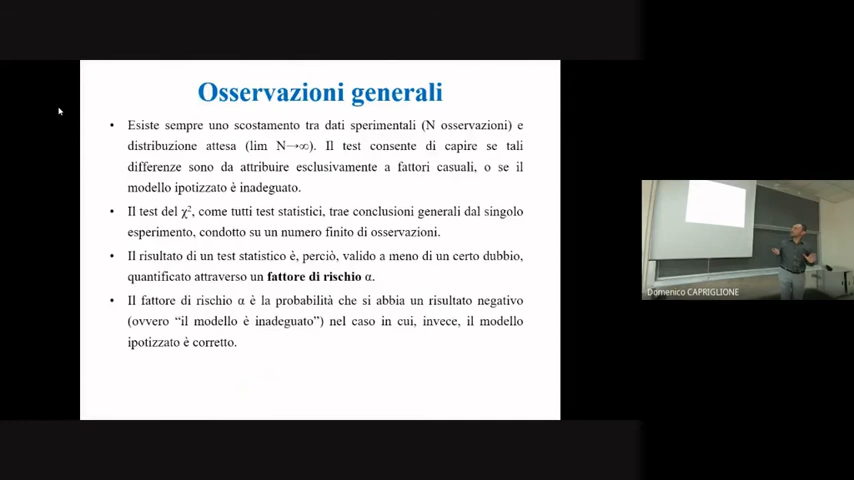 Osservazioni generali
• Esiste sempre uno scostamento tra dati sperimentali (N osservazioni) e
distribuzione attesa (lim N→∞). Il test consente di capire se tali
differenze sono da attribuire esclusivamente a fattori casuali, o se il
modello ipotizzato è inadeguato.
• Il test del χ², come tutti test statistici, trae conclusioni generali dal singolo
esperimento, condotto su un numero finito di osservazioni.
• Il risultato di un test statistico è, perciò, valido a meno di un certo dubbio,
quantificato attraverso un fattore di rischio α.
• Il fattore di rischio α è la probabilità che si abbia un risultato negativo
(ovvero “il modello è inadeguato”) nel caso in cui, invece, il modello
ipotizzato è corretto.
Domenico CAPRIGLIONE